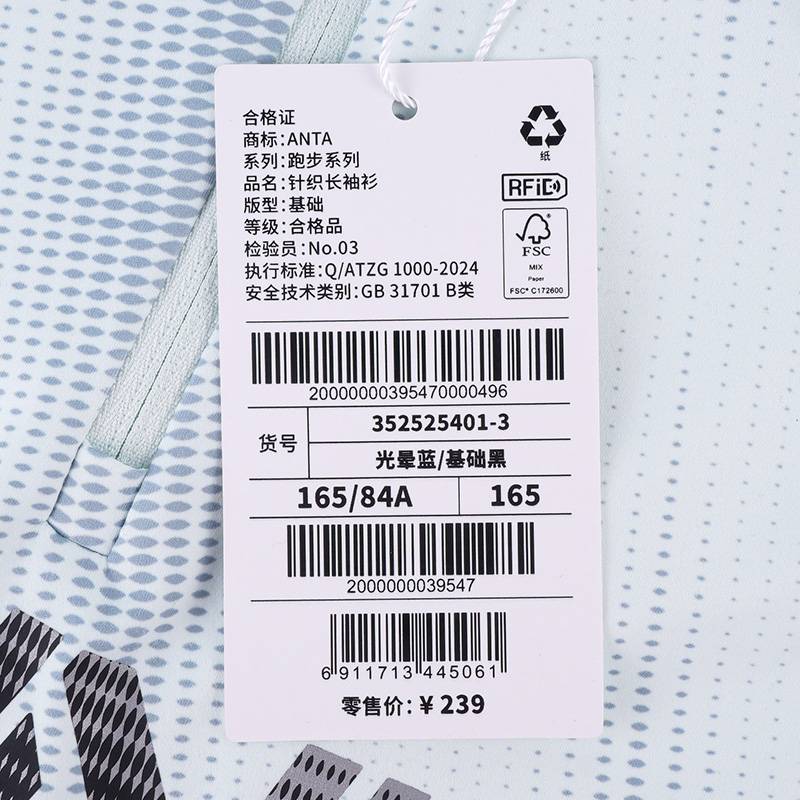 合格证
商标:ANTA
系列:跑步系列
品名:针织长袖衫
版型:基础
等级:合格品
检验员:No.03
执行标准:Q/ATZG 1000-2024
安全技术类别:GB 31701 B类
纸
RFiD
FSC
MIX
Paper
FSC® C172600
20000000395470000496
货号
352525401-3
光晕蓝/基础黑
165/84A 165
2000000039547
6 911713 445061
零售价:¥ 239